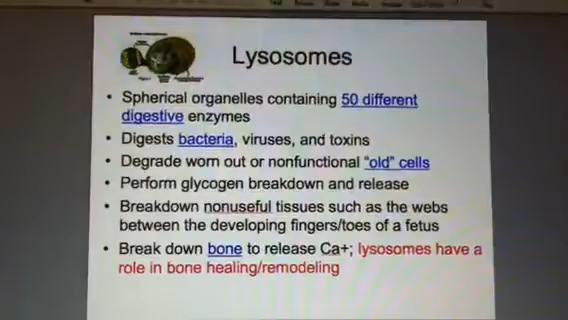 Lysosomes
• Spherical organelles containing 50 different
digestive enzymes
• Digests bacteria, viruses, and toxins
• Degrade worn out or nonfunctional "old" cells
• Perform glycogen breakdown and release
• Breakdown nonuseful tissues such as the webs
between the developing fingers/toes of a fetus
• Break down bone to release Ca+; lysosomes have a
role in bone healing/remodeling